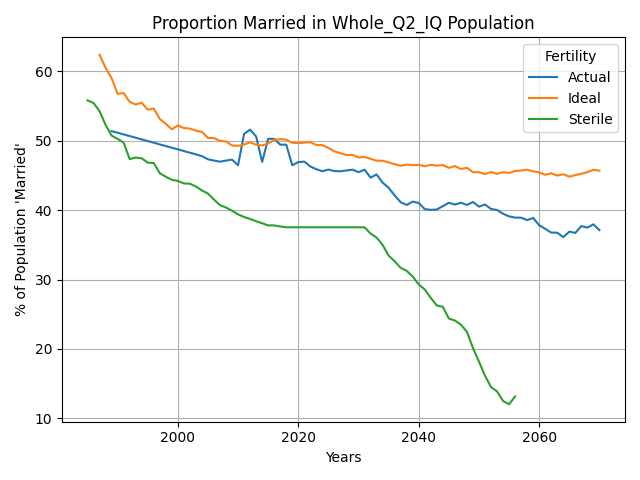 Proportion Married in Whole_Q2_IQ Population
Fertility
Actual
Ideal
Sterile
% of Population 'Married'
60
50
40
30
20
10
2000
2020
2040
2060
Years